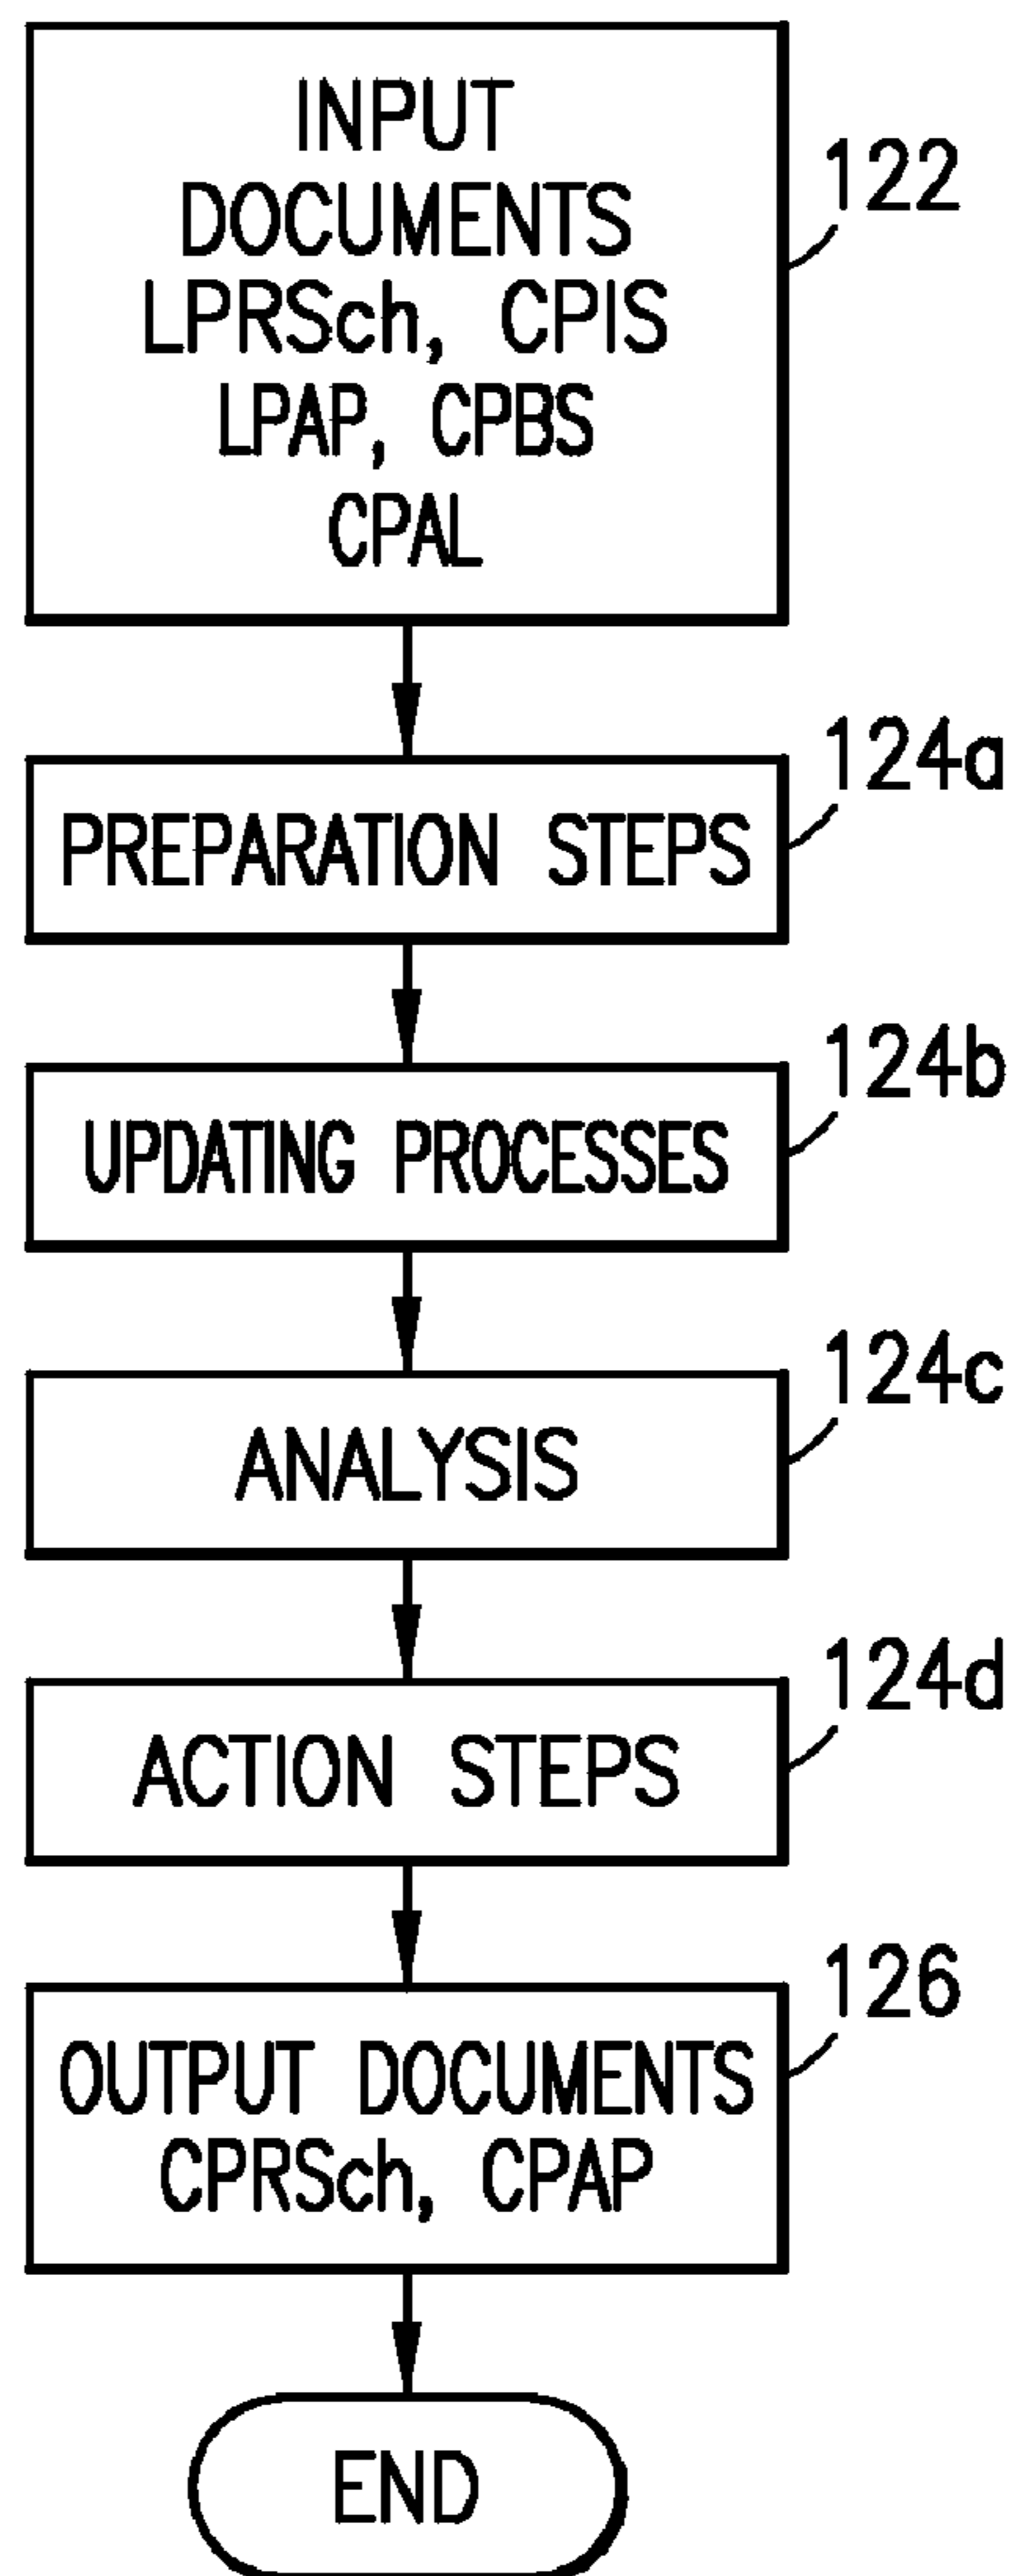 INPUT
DOCUMENTS
LPRSch, CPIS
LPAP, CPBS
CPAL
122
PREPARATION STEPS
124a
UPDATING PROCESSES
124b
ANALYSIS
124c
ACTION STEPS
124d
OUTPUT DOCUMENTS
CPRSch, CPAP
126
END